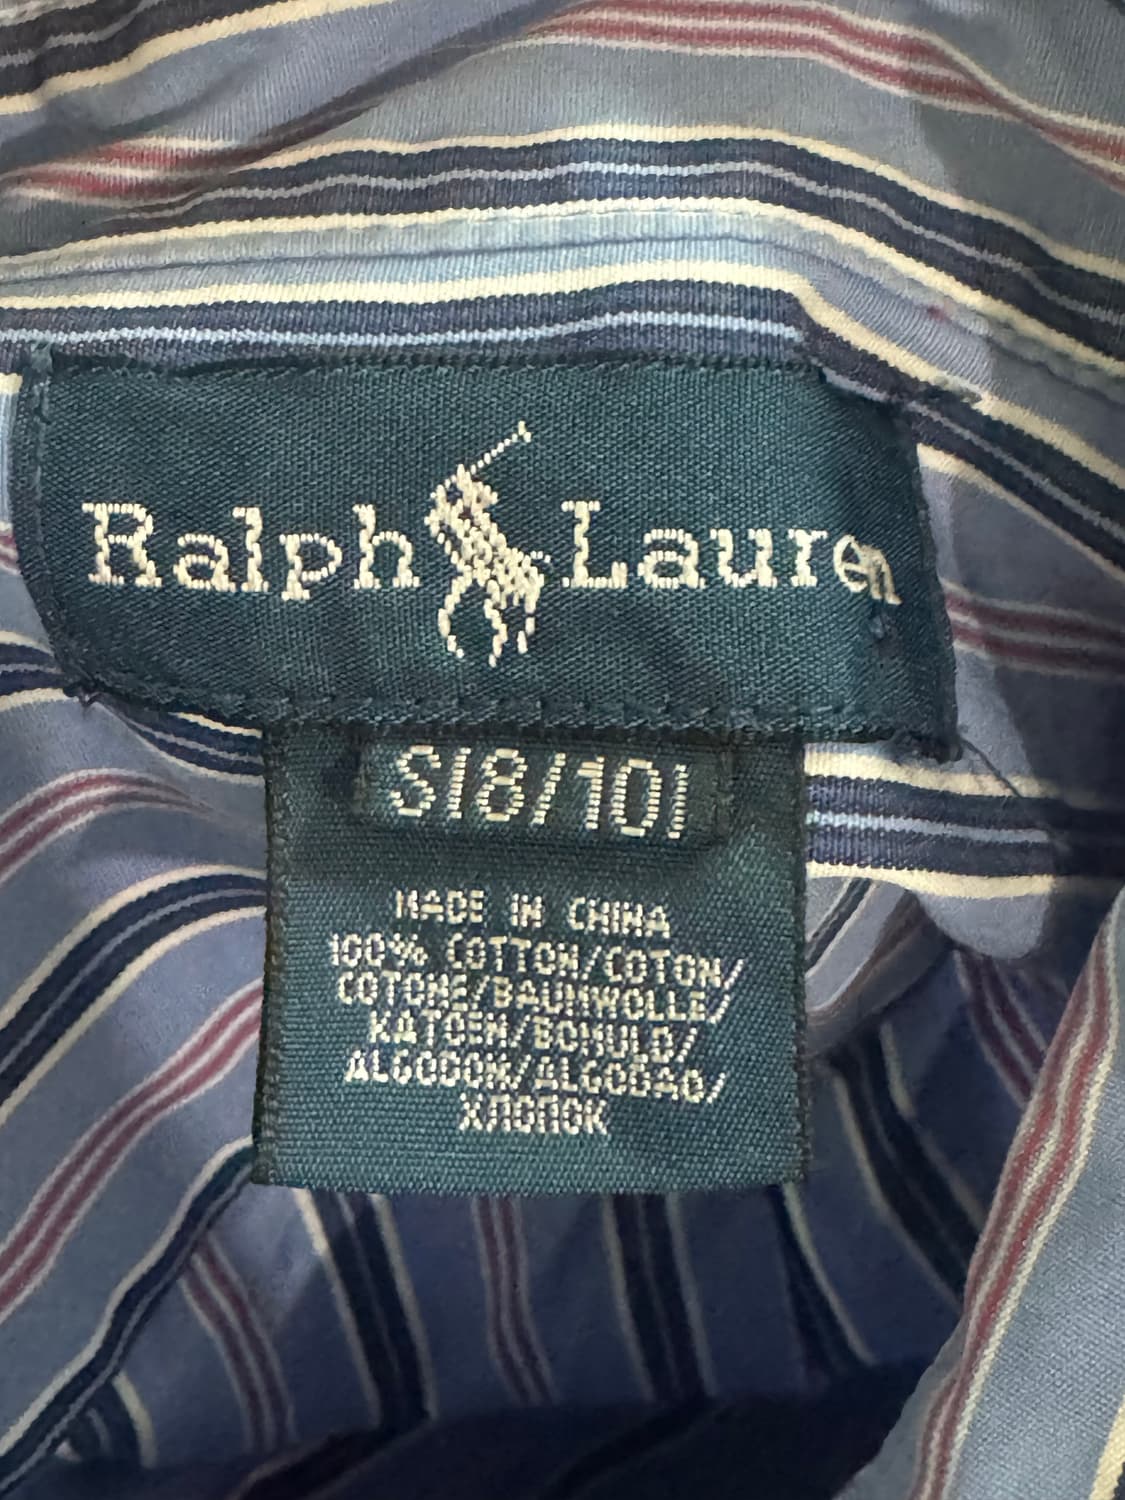 Ralph Lauren
S/8/10/
MADE IN CHINA
100% COTTON/COTON/
COTONE/BAUMWOLLE/
KATOEN/BOMULD/
ALGODON/ALGODAO/
ХЛОПОК